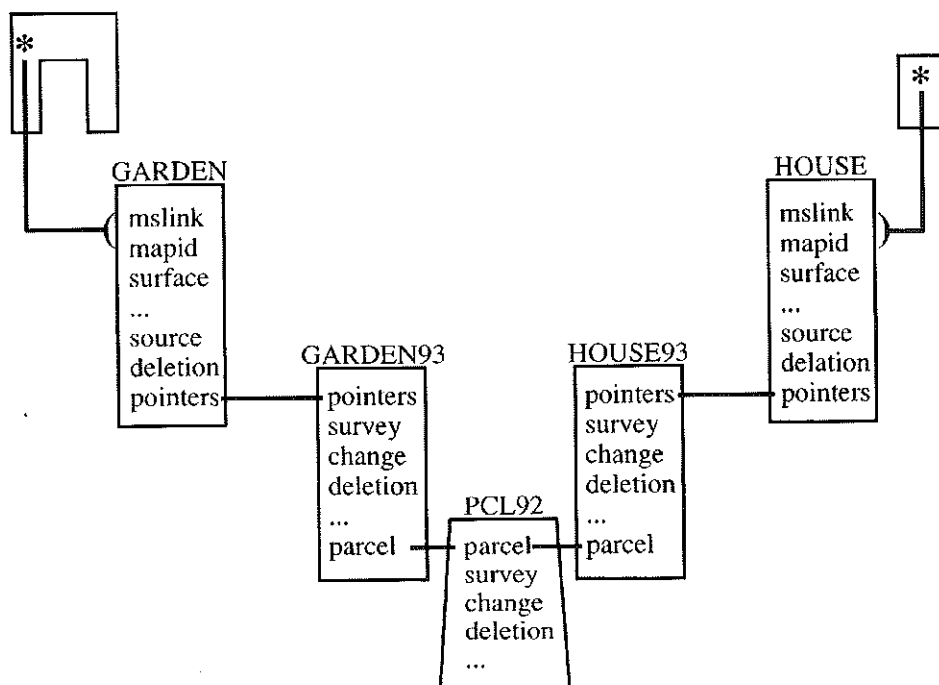 *
*
GARDEN
mslink
mapid
surface
...
source
deletion
pointers
HOUSE
mslink
mapid
surface
...
source
delation
pointers
GARDEN93
pointers
survey
change
deletion
...
parcel
HOUSE93
pointers
survey
change
deletion
...
parcel
PCL92
parcel
survey
change
deletion
...